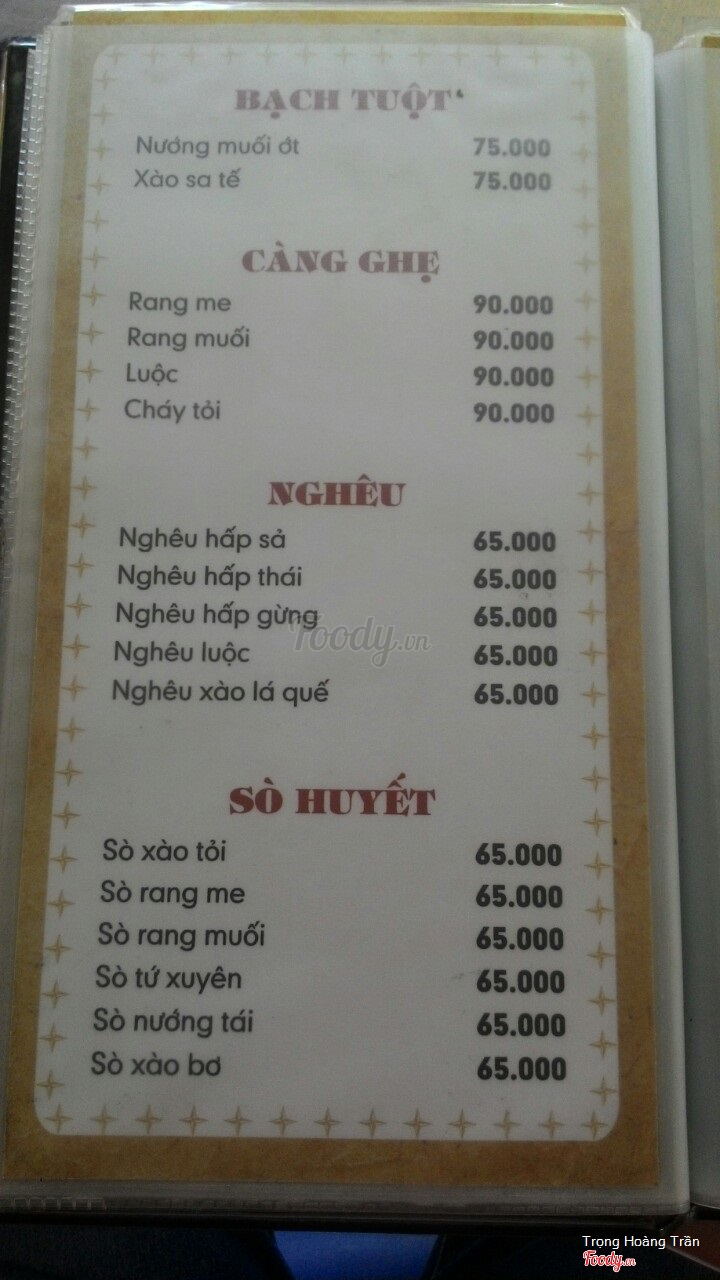 BẠCH TUỘT
Nướng muối ớt 75.000
Xào sa tế 75.000
CÀNG GHẸ
Rang me 90.000
Rang muối 90.000
Luộc 90.000
Cháy tỏi 90.000
NGHÊU
Nghêu hấp sả 65.000
Nghêu hấp thái 65.000
Nghêu hấp gừng 65.000
Foody.vn
Nghêu luộc 65.000
Nghêu xào lá quế 65.000
SÒ HUYẾT
Sò xào tỏi 65.000
Sò rang me 65.000
Sò rang muối 65.000
Sò tứ xuyên 65.000
Sò nướng tái 65.000
Sò xào bơ 65.000
Trọng Hoàng Trần
Foody.vn